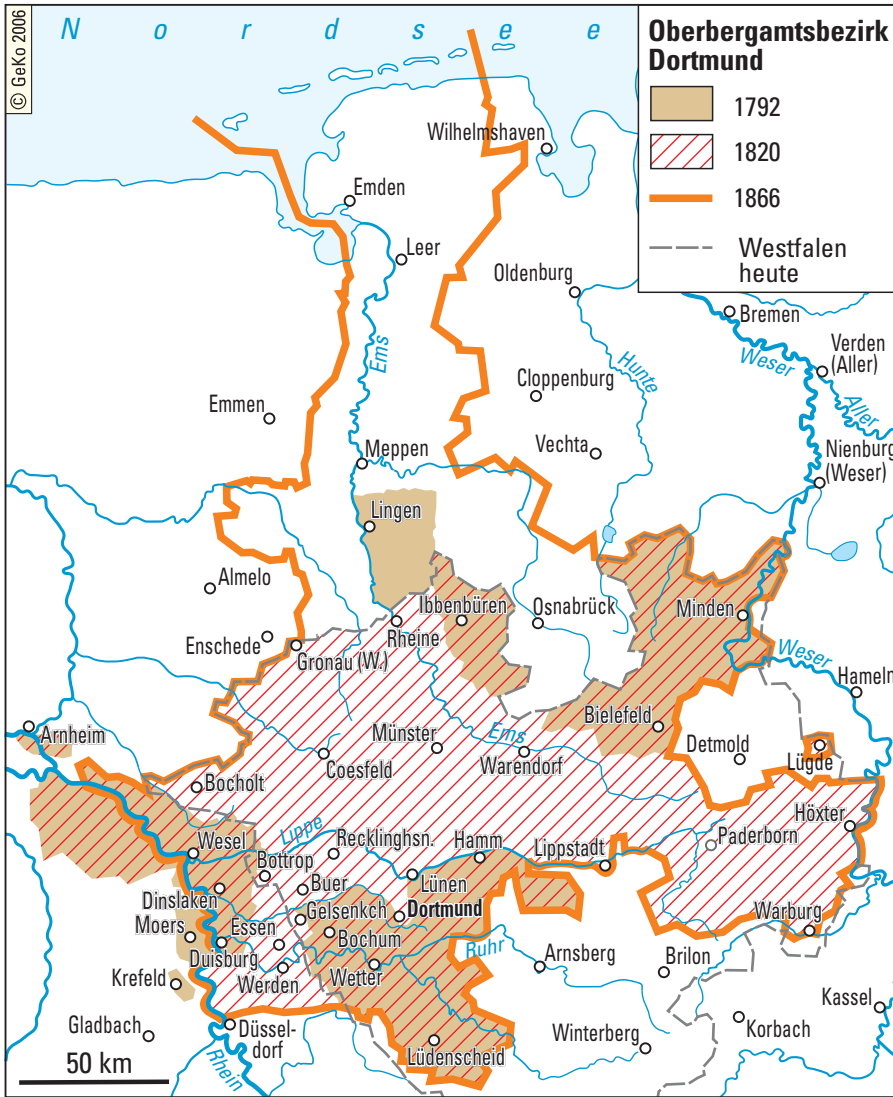 © GeKo 2006
Nordsee
Oberbergamtsbezirk
Dortmund
1792
1820
1866
Westfalen
heute
Wilhelmshaven
Emden
Leer
Oldenburg
Bremen
Ems
Hunte
Weser
Verden
(Aller)
Aller
Cloppenburg
Emmen
Vechta
Meppen
Nienburg
(Weser)
Lingen
Almelo
Ibbenbüren
Osnabrück
Minden
Rheine
Enschede
Gronau (W.)
Weser
Hameln
Bielefeld
Arnheim
Münster
Ems
Detmold
Lügde
Coesfeld
Warendorf
Bocholt
Höxter
Wesel
Lippe
Recklinghsn.
Hamm
Lippstadt
Paderborn
Bottrop
Buer
Lünen
Dinslaken
Gelsenkch
Dortmund
Moers
Essen
Bochum
Warburg
Duisburg
Ruhr
Arnsberg
Brilon
Krefeld
Werden
Wetter
Kassel
Gladbach
Düssel-
dorf
Winterberg
Korbach
Lüdenscheid
50 km
Rhein